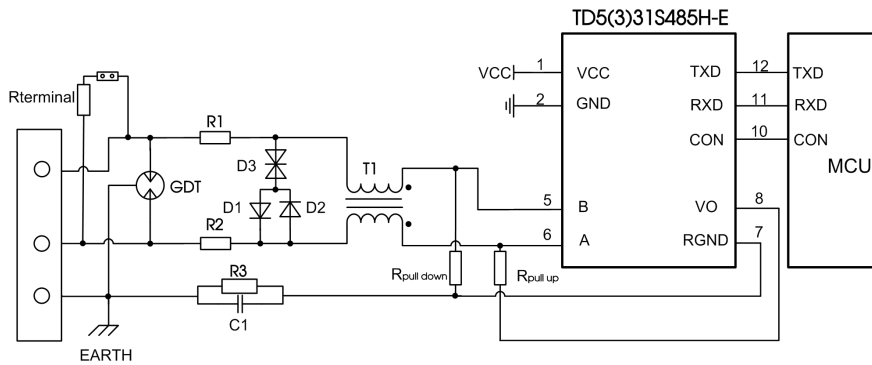 TD5(3)31S485H-E
VCC 1 VCC TXD 12 TXD
2 GND RXD 11 RXD
CON 10 CON
MCU
Rterminal
R1
D3
T1
GDT
D1 D2
5 B VO 8
6 A RGND 7
R2
R3
Rpull down Rpull up
C1
EARTH